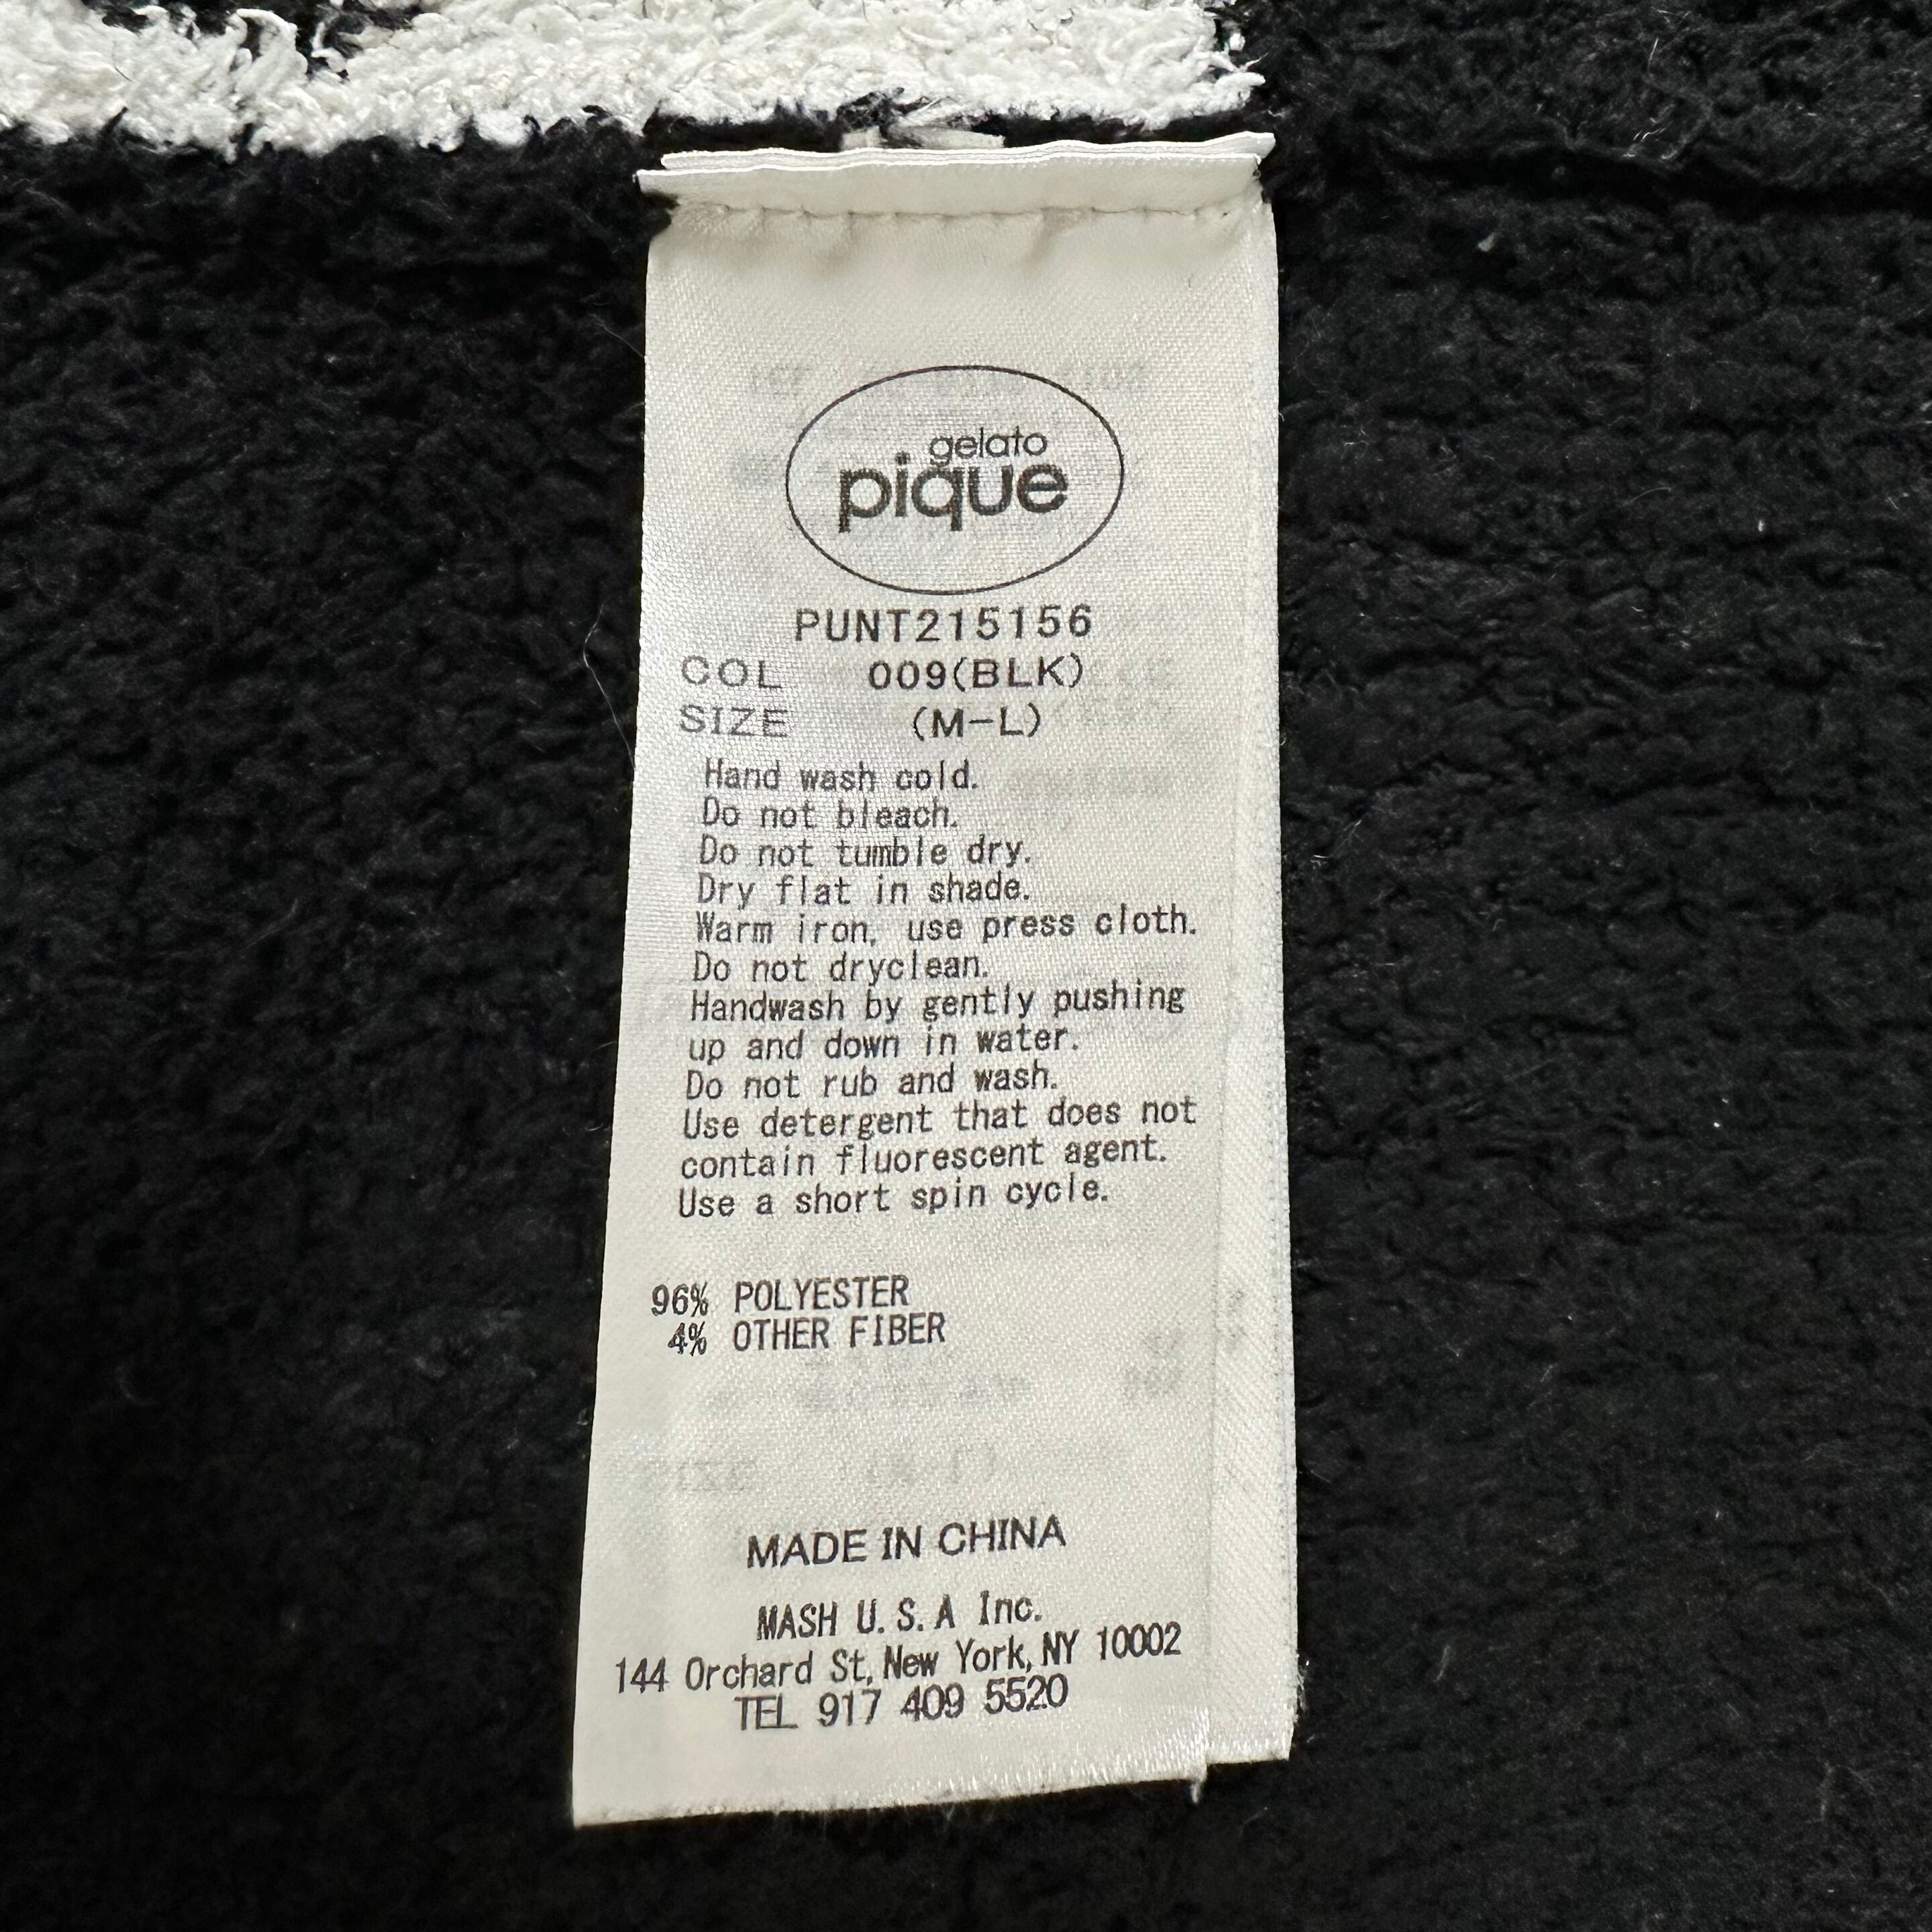 gelato
pique
PUNT215156
COL 009(BLK)
SIZE (M-L)
Hand wash cold.
Do not bleach.
Do not tumble dry.
Dry flat in shade.
Warm iron, use press cloth.
Do not dryclean.
Handwash by gently pushing
up and down in water.
Do not rub and wash.
Use detergent that does not
contain fluorescent agent.
Use a short spin cycle.
96% POLYESTER
4% OTHER FIBER
MADE IN CHINA
MASH U.S.A Inc.
144 Orchard St, New York, NY 10002
TEL 917 409 5520